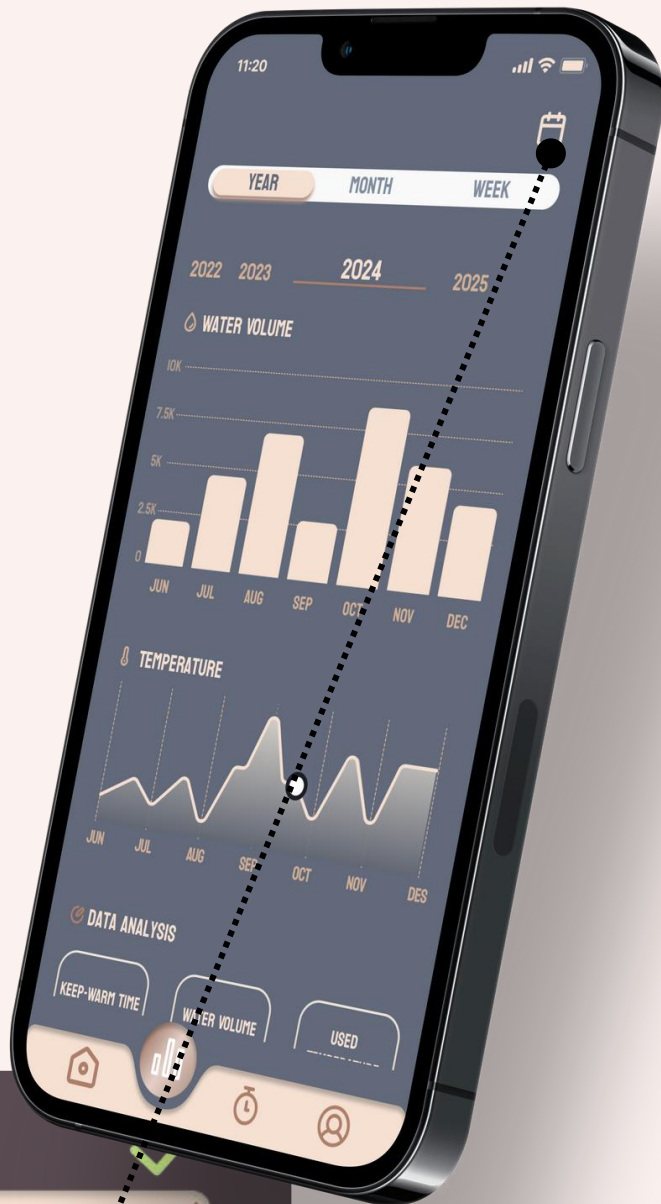 11:20
YEAR MONTH WEEK
2022 2023 2024 2025
WATER VOLUME
10K
7.5K
5K
2.5K
0
JUN JUL AUG SEP OCT NOV DEC
TEMPERATURE
JUN JUL AUG SEP OCT NOV DES
DATA ANALYSIS
KEEP-WARM TIME WATER VOLUME USED